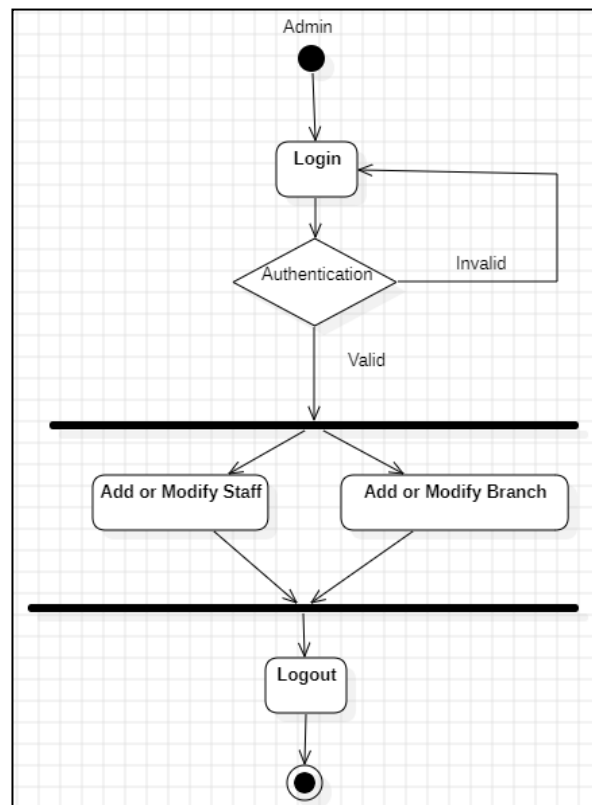 Admin
Login
Authentication
Invalid
Valid
Add or Modify Staff
Add or Modify Branch
Logout